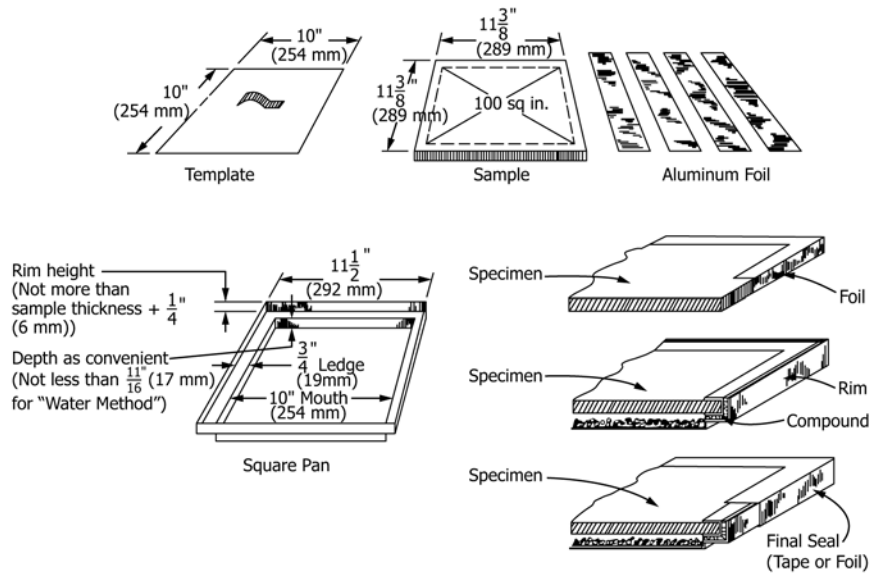 10"
(254 mm)
10"
(254 mm)
Template
11 3/8"
(289 mm)
11 3/8"
(289 mm)
100 sq in.
Sample
Aluminum Foil
Rim height
(Not more than
sample thickness + 1/4"
(6 mm))
Depth as convenient
(Not less than 11/16" (17 mm)
for “Water Method”)
11 1/2"
(292 mm)
3/4" Ledge
(19mm)
10" Mouth
(254 mm)
Square Pan
Specimen
Foil
Specimen
Rim
Compound
Specimen
Final Seal
(Tape or Foil)